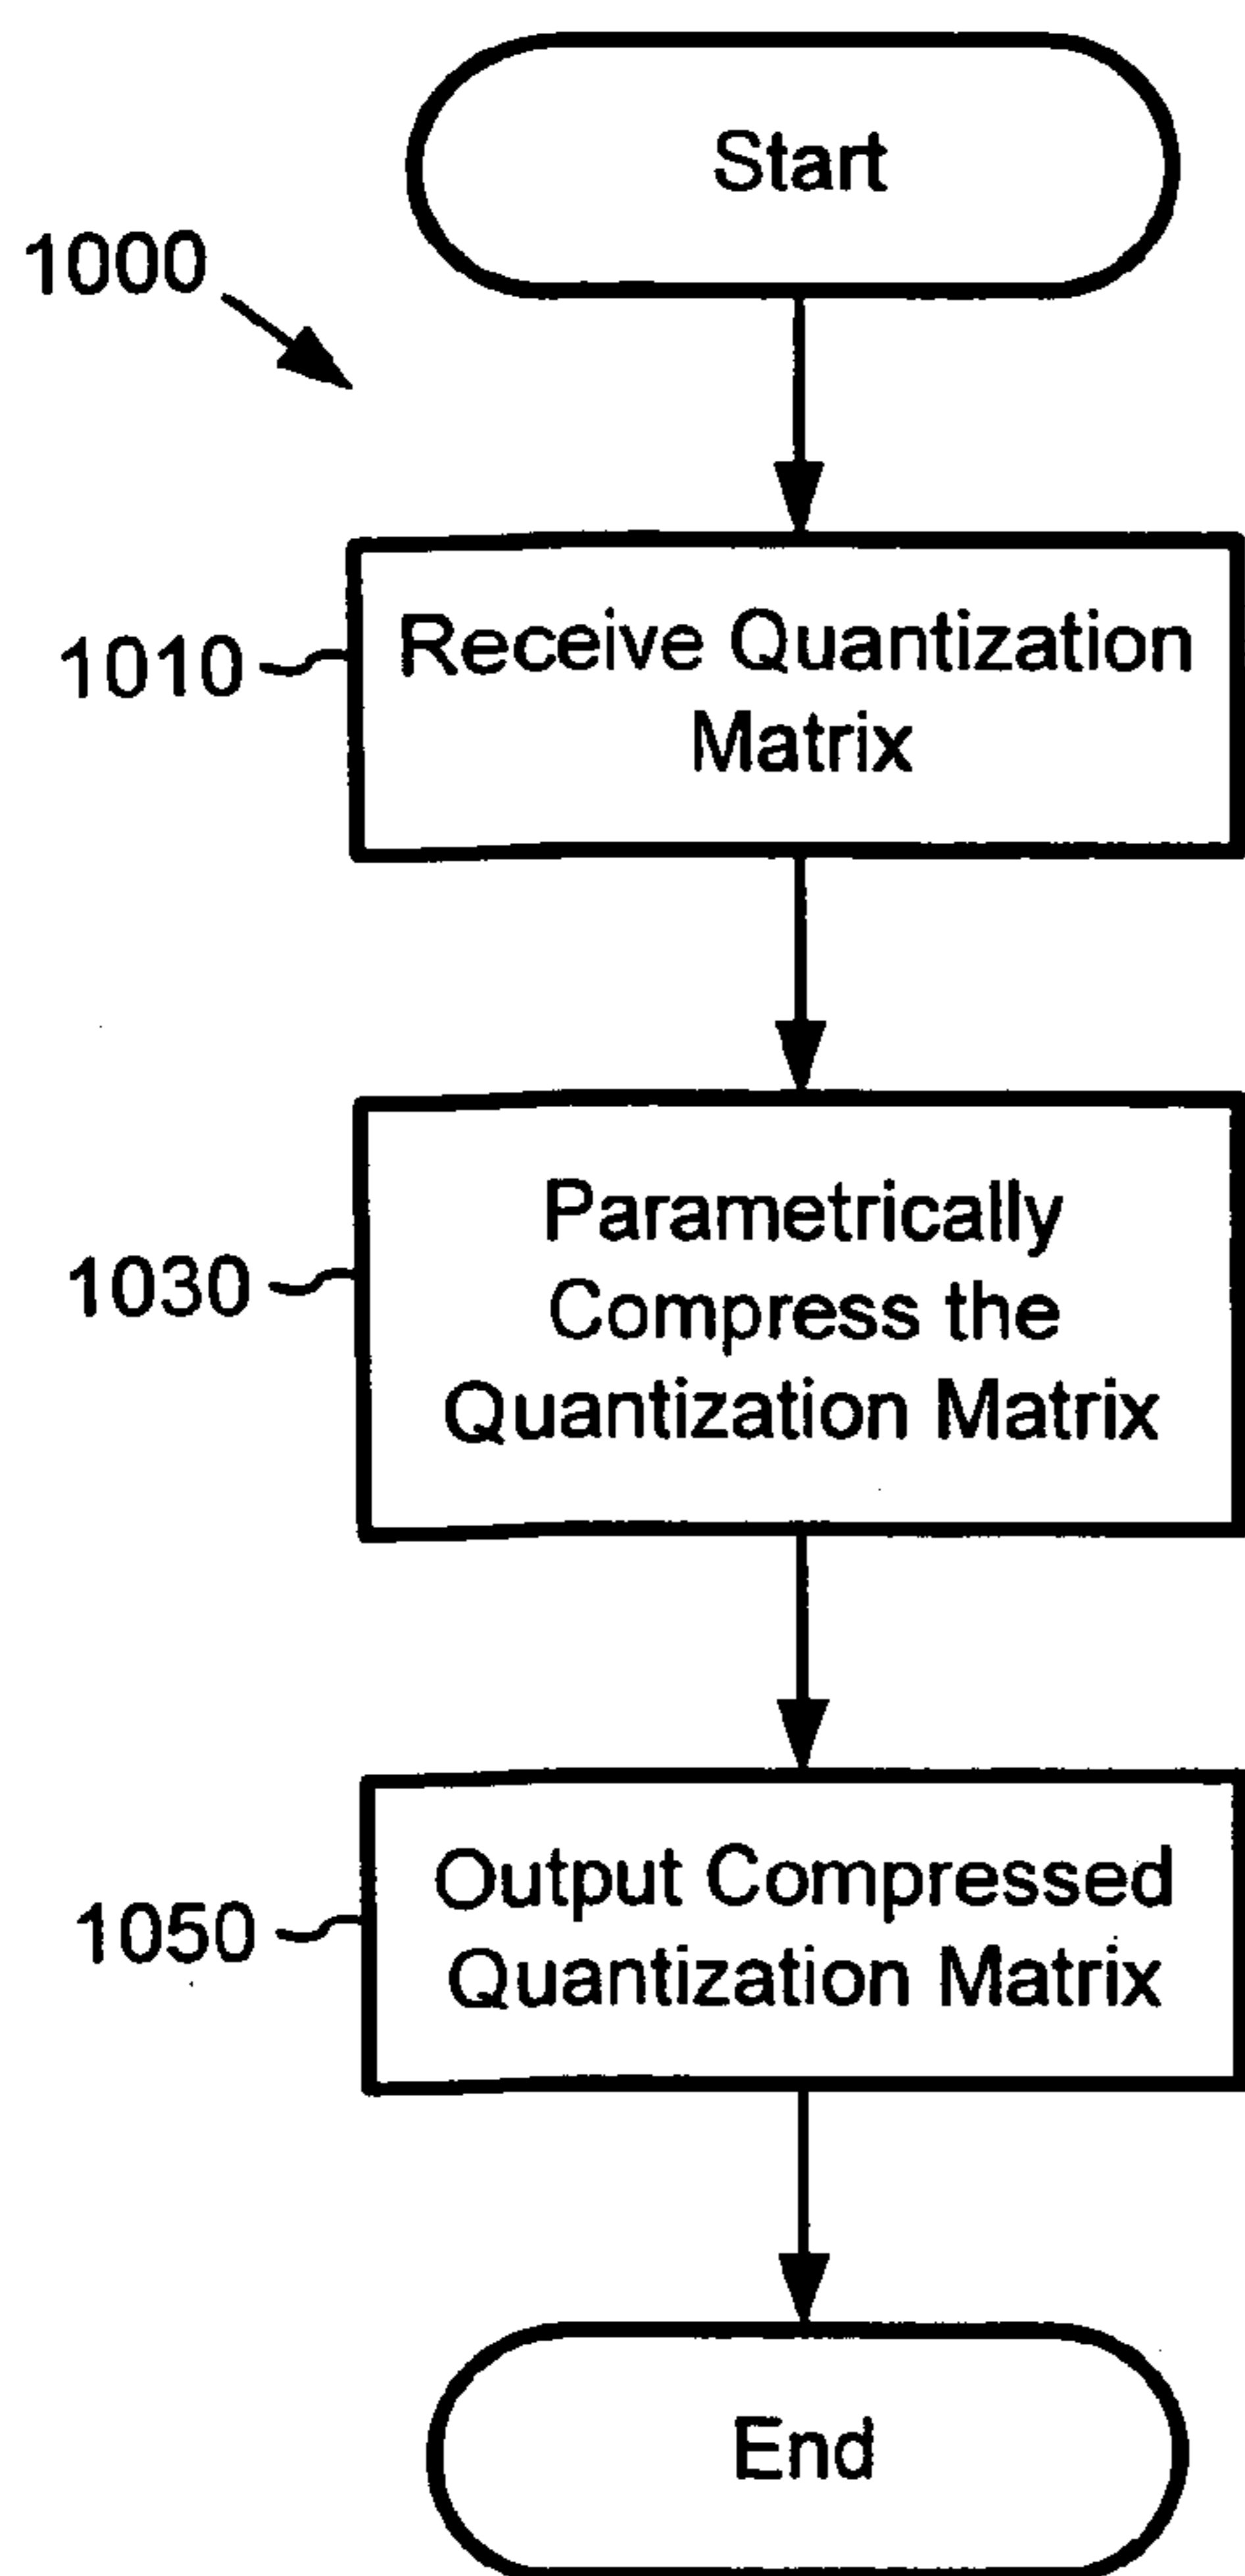 Start
1000
1010
Receive Quantization
Matrix
1030
Parametrically
Compress the
Quantization Matrix
1050
Output Compressed
Quantization Matrix
End